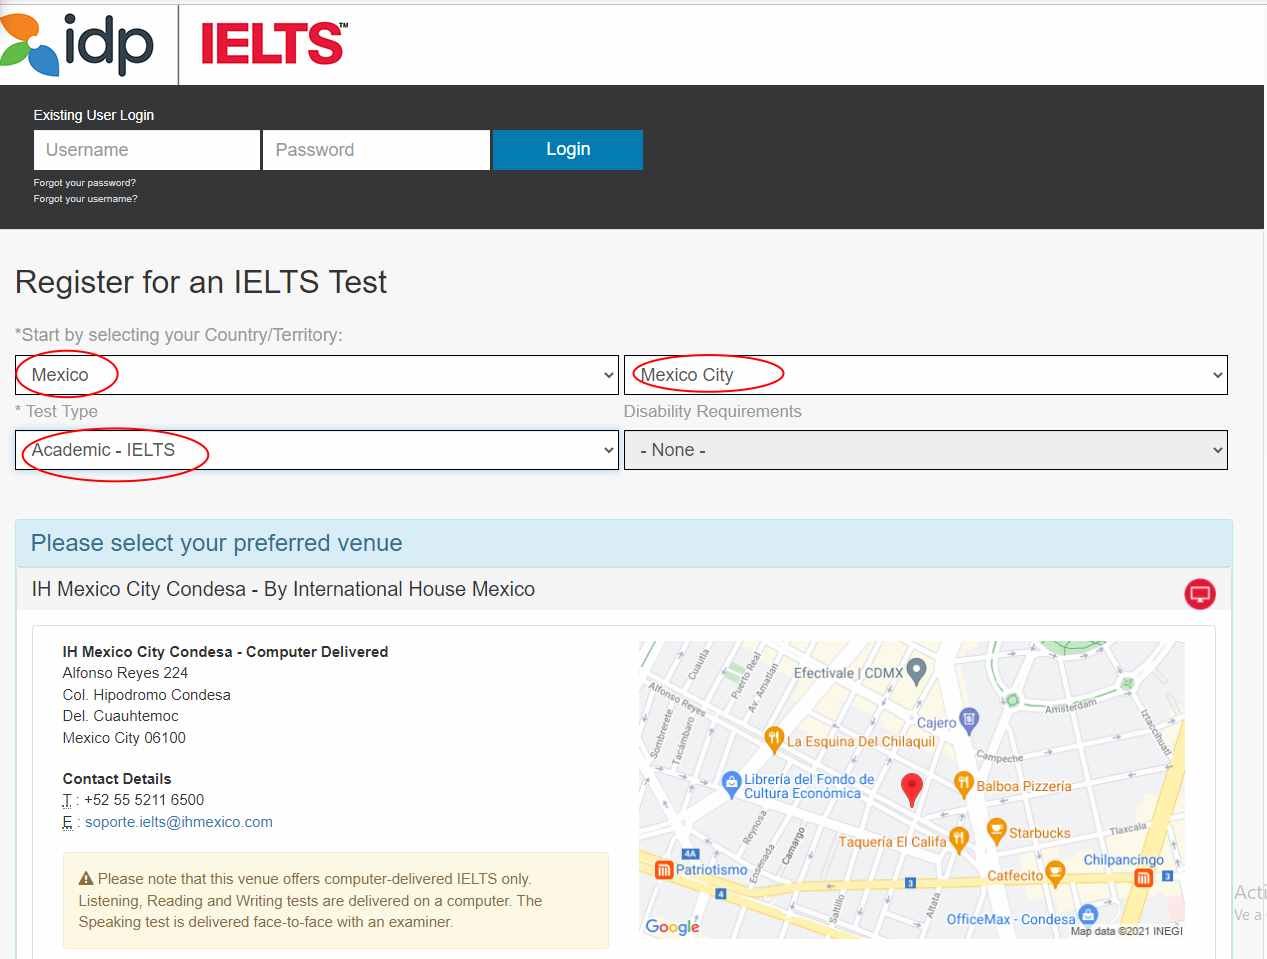 idp
IELTS™
Existing User Login
Username
Password
Login
Forgot your password?
Forgot your username?
Register for an IELTS Test
*Start by selecting your Country/Territory:
Mexico
Mexico City
* Test Type
Disability Requirements
Academic - IELTS
- None -
Please select your preferred venue
IH Mexico City Condesa - By International House Mexico
IH Mexico City Condesa - Computer Delivered
Alfonso Reyes 224
Col. Hipodromo Condesa
Del. Cuauhtemoc
Mexico City 06100
Contact Details
T : +52 55 5211 6500
E : soporte.ielts@ihmexico.com
Please note that this venue offers computer-delivered IELTS only.
Listening, Reading and Writing tests are delivered on a computer. The
Speaking test is delivered face-to-face with an examiner.
Cuautla
Puerto Real
Av. Amatlan
Efectivale | CDMX
Alfonso Reyes
Amsterdam
Iztaccihuatl
Sombrerete
Tacámbaro
Cajero
La Esquina Del Chilaquil
Campeche
Librería del Fondo de
Cultura Económica
Balboa Pizzería
Reynosa
Camargo
Ensenada
Starbucks
Tlaxcala
Taquería El Califa
4A
Patriotismo
Chilpancingo
3
Catfecito
3
4
Saltillo
Atlata
OfficeMax - Condesa
Google
Map data ©2021 INEGI
Acti
Ve a